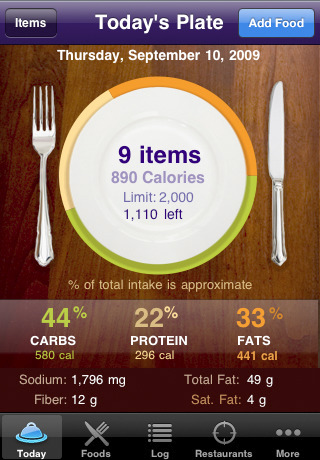 Items
Today's Plate
Add Food
Thursday, September 10, 2009
9 items
890 Calories
Limit: 2,000
1,110 left
% of total intake is approximate
44% 22% 33%
CARBS PROTEIN FATS
580 cal 296 cal 441 cal
Sodium: 1,796 mg Total Fat: 49 g
Fiber: 12 g Sat. Fat: 4 g
Today Foods Log Restaurants More